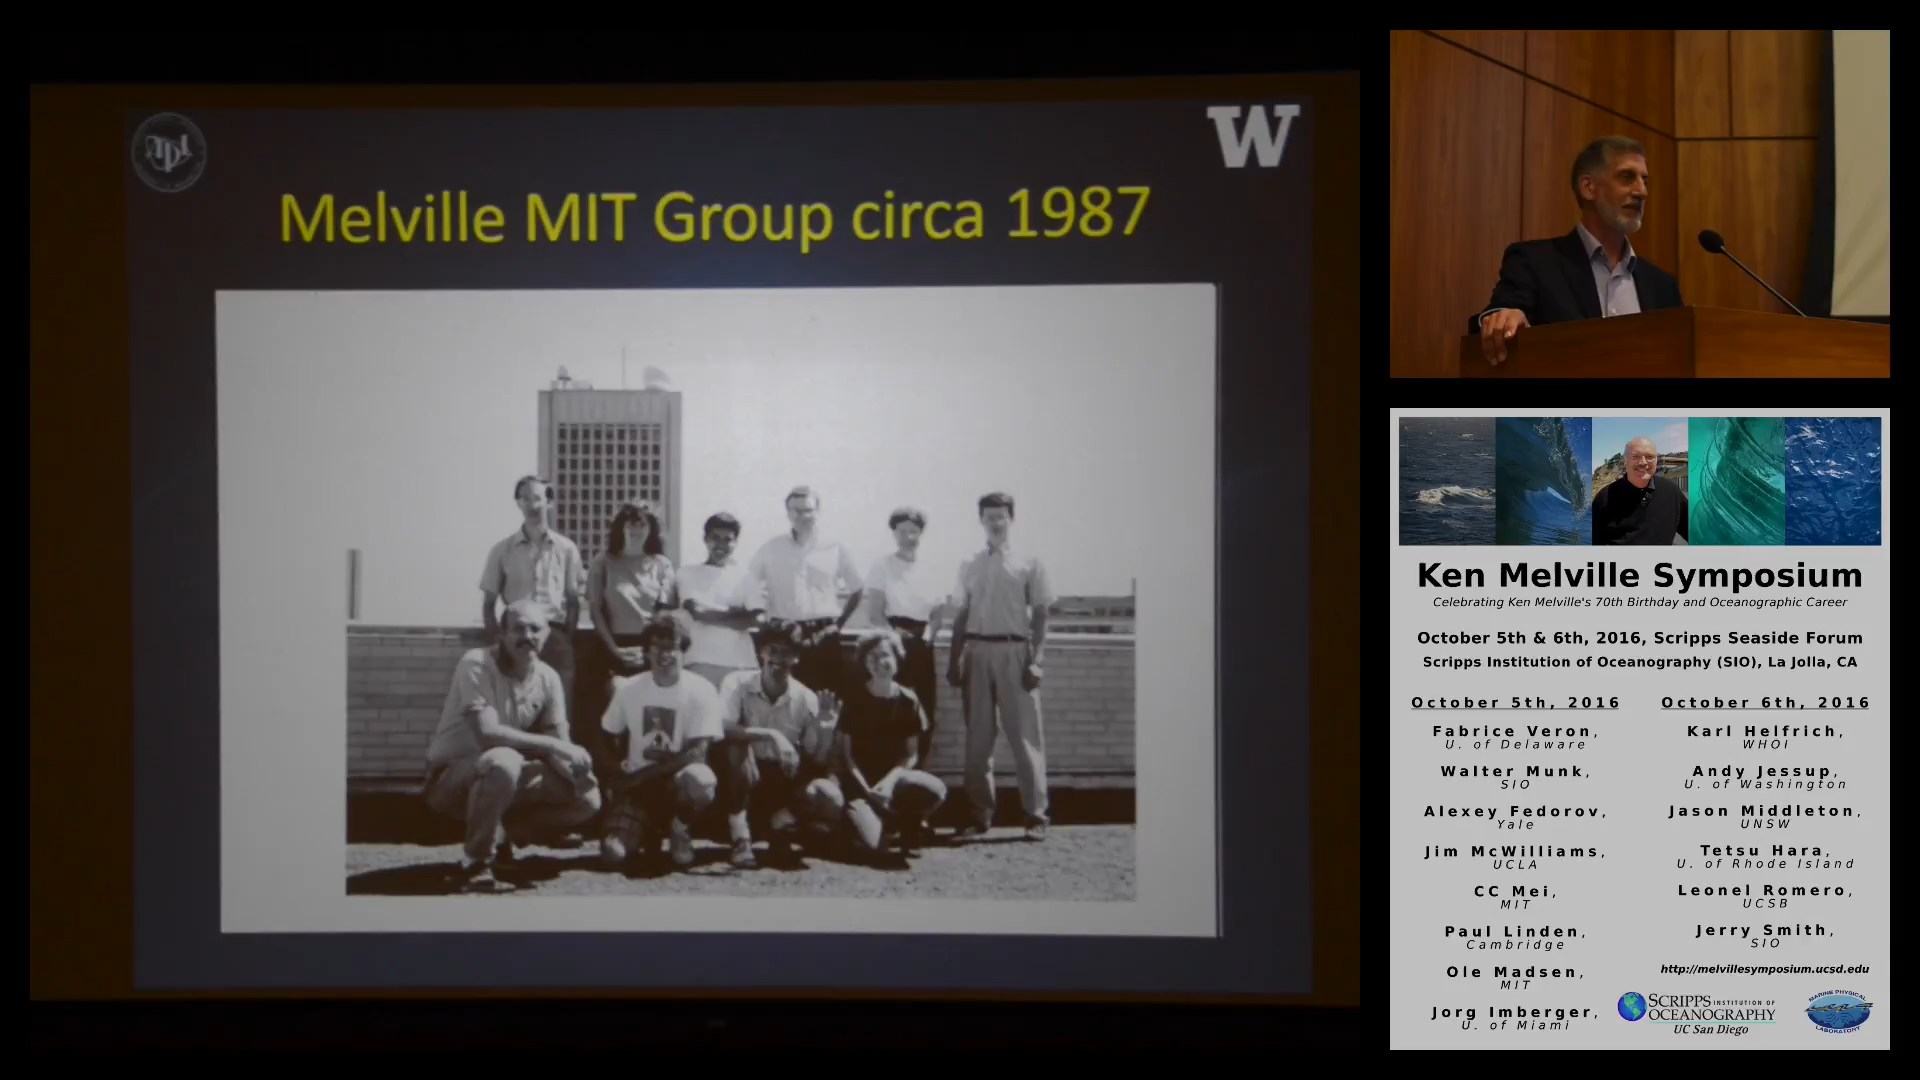 APL
W
Melville MIT Group circa 1987
Ken Melville Symposium
Celebrating Ken Melville's 70th Birthday and Oceanographic Career
October 5th & 6th, 2016, Scripps Seaside Forum
Scripps Institution of Oceanography (SIO), La Jolla, CA
October 5th, 2016
Fabrice Veron,
U. of Delaware
Walter Munk,
SIO
Alexey Fedorov,
Yale
Jim McWilliams,
UCLA
CC Mei,
MIT
Paul Linden,
Cambridge
Ole Madsen,
MIT
Jorg Imberger,
U. of Miami
October 6th, 2016
Karl Helfrich,
WHOI
Andy Jessup,
U. of Washington
Jason Middleton,
UNSW
Tetsu Hara,
U. of Rhode Island
Leonel Romero,
UCSB
Jerry Smith,
SIO
http://melvillesymposium.ucsd.edu
SCRIPPS INSTITUTION OF
OCEANOGRAPHY
UC San Diego
MARINE PHYSICAL
LABORATORY